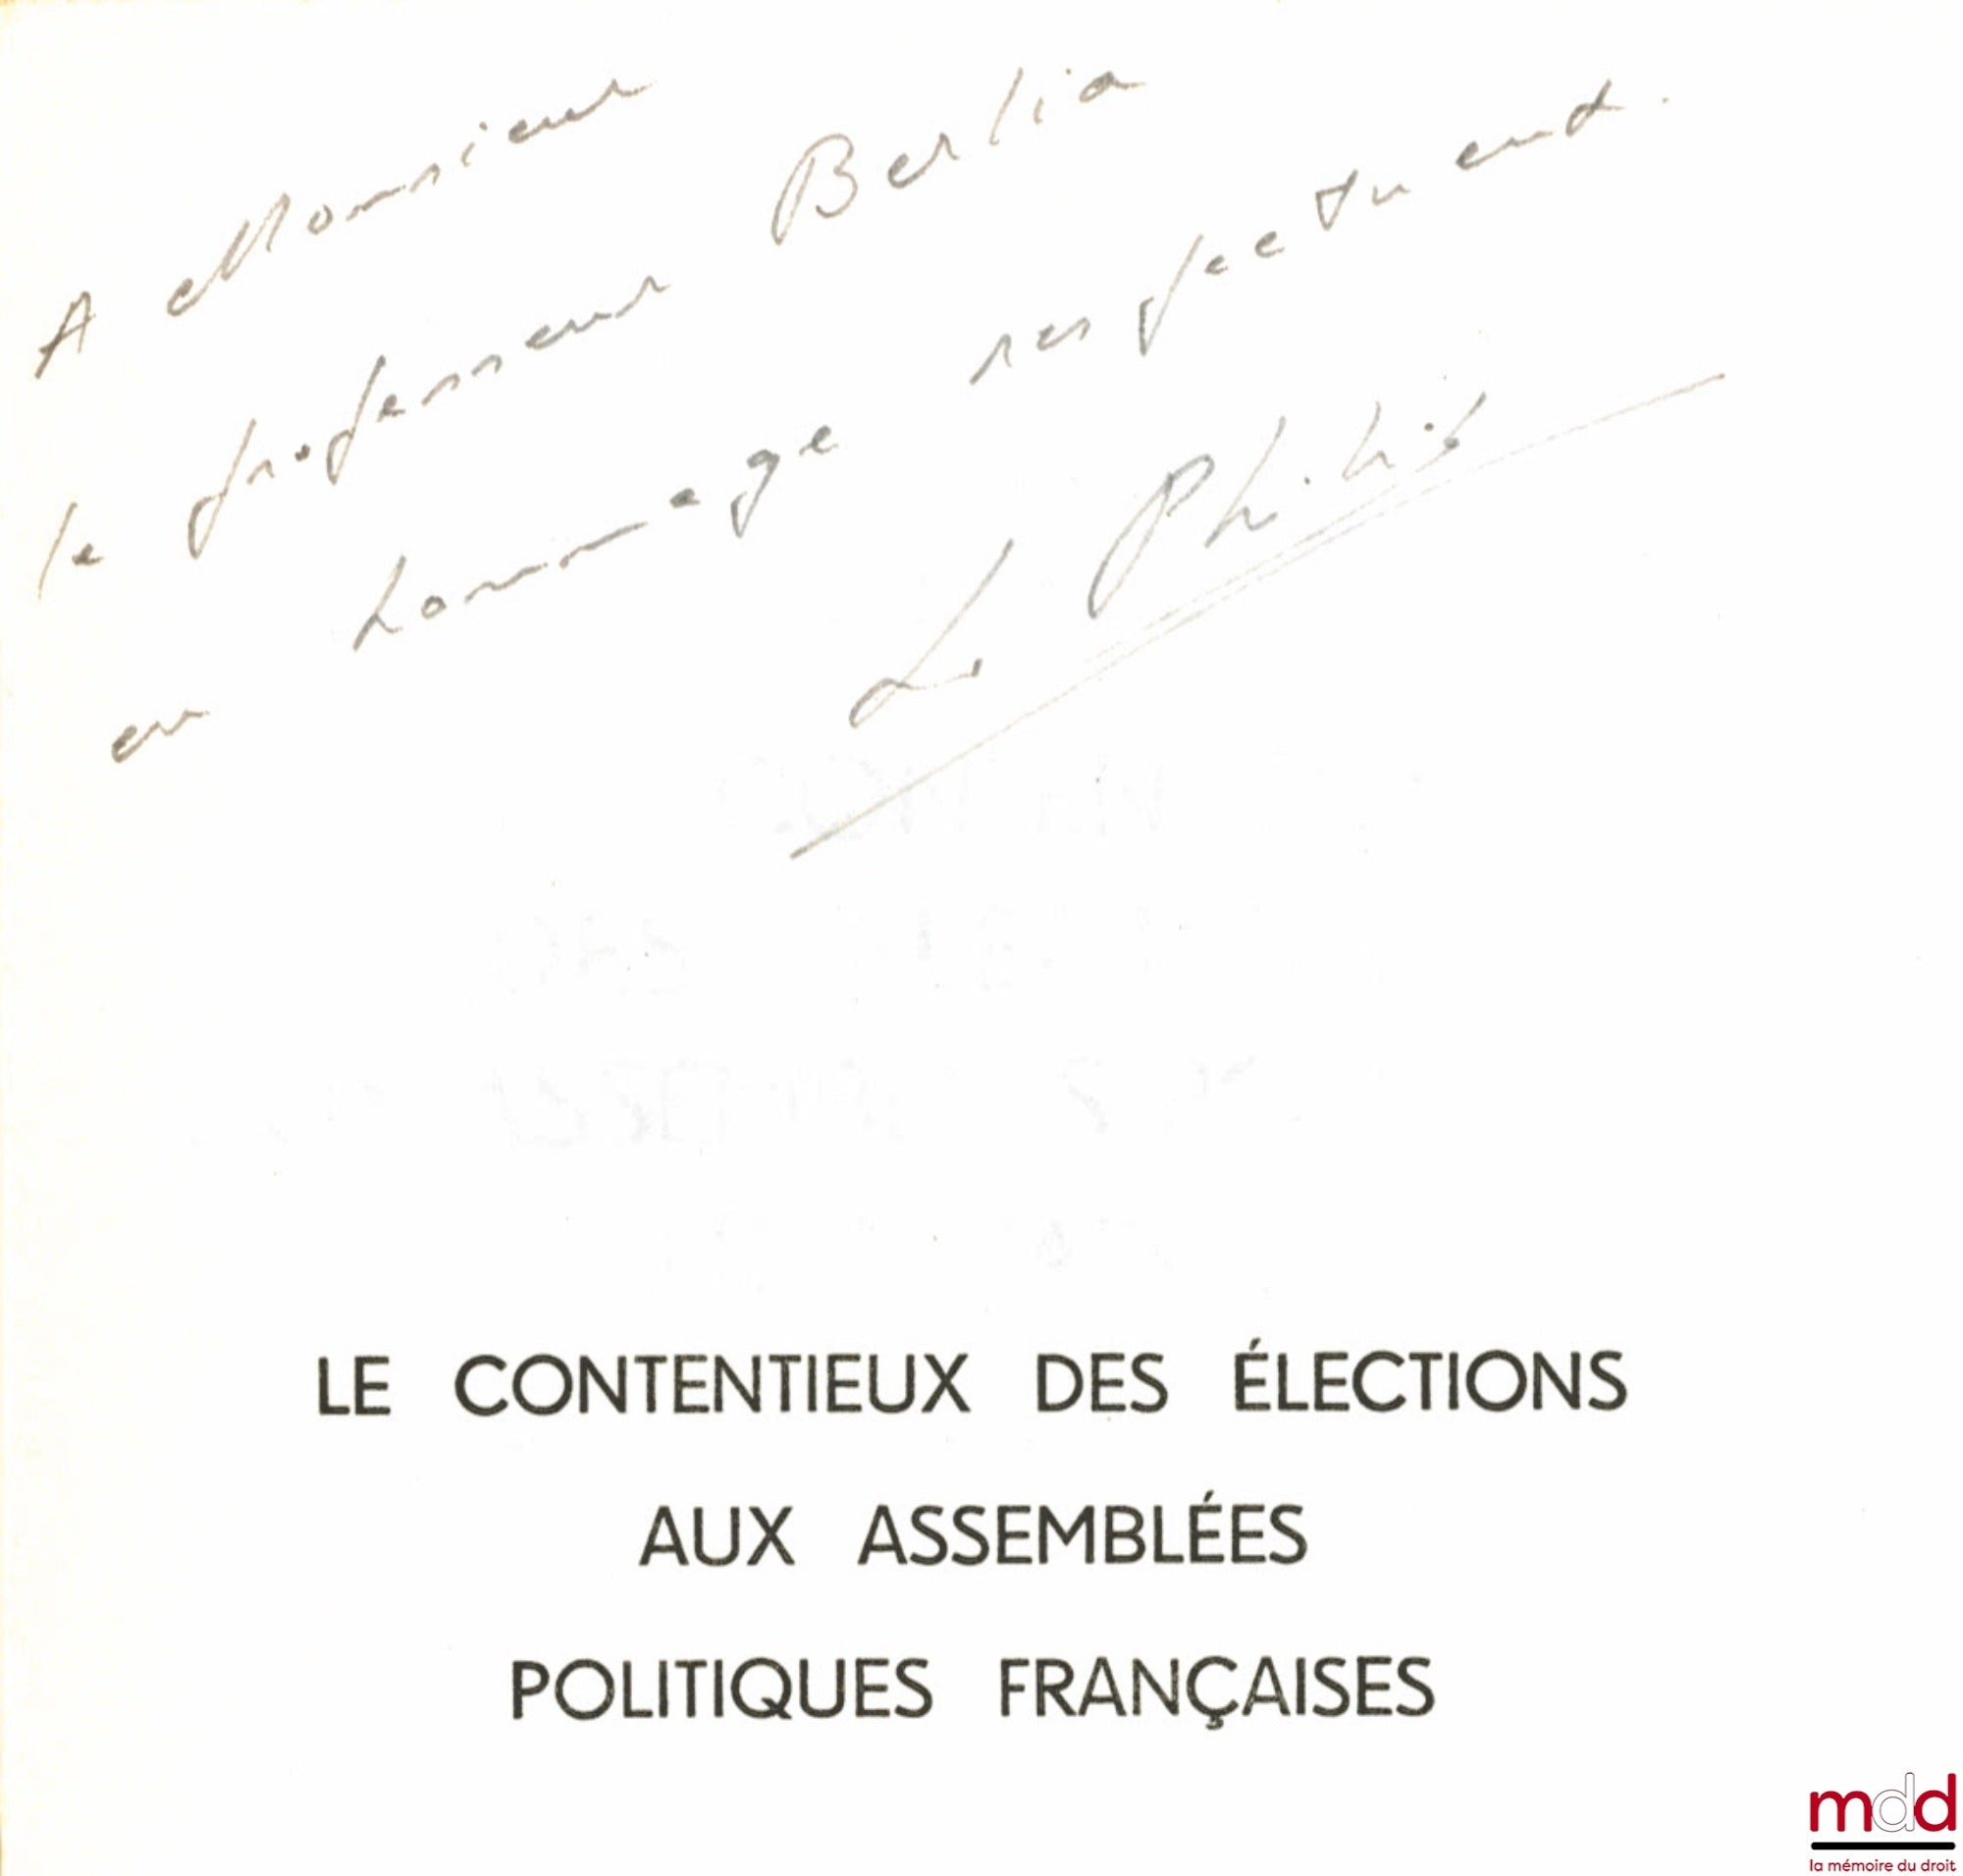 A Monsieur
le professeur Berlia
en hommage respectueux.
L. Philip
LE CONTENTIEUX DES ÉLECTIONS
AUX ASSEMBLÉES
POLITIQUES FRANÇAISES
mdd
la mémoire du droit